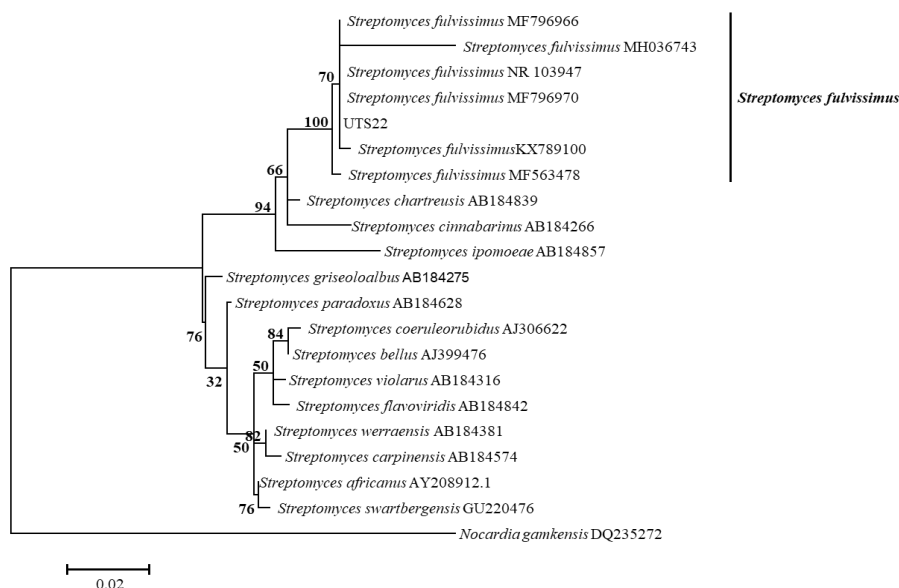 Streptomyces fulvissimus MF796966
Streptomyces fulvissimus MH036743
70
Streptomyces fulvissimus NR 103947
Streptomyces fulvissimus MF796970
Streptomyces fulvissimus
100
UTS22
Streptomyces fulvissimusKX789100
66
Streptomyces fulvissimus MF563478
Streptomyces chartreusis AB184839
94
Streptomyces cinnabarinus AB184266
Streptomyces ipomoeae AB184857
Streptomyces griseoloalbus AB184275
Streptomyces paradoxus AB184628
76
84
Streptomyces coeruleorubidus AJ306622
Streptomyces bellus AJ399476
50
32
Streptomyces violarus AB184316
Streptomyces flavoviridis AB184842
82
Streptomyces werraensis AB184381
50
Streptomyces carpinensis AB184574
Streptomyces africanus AY208912.1
76
Streptomyces swartbergensis GU220476
Nocardia gamkensis DQ235272
0.02